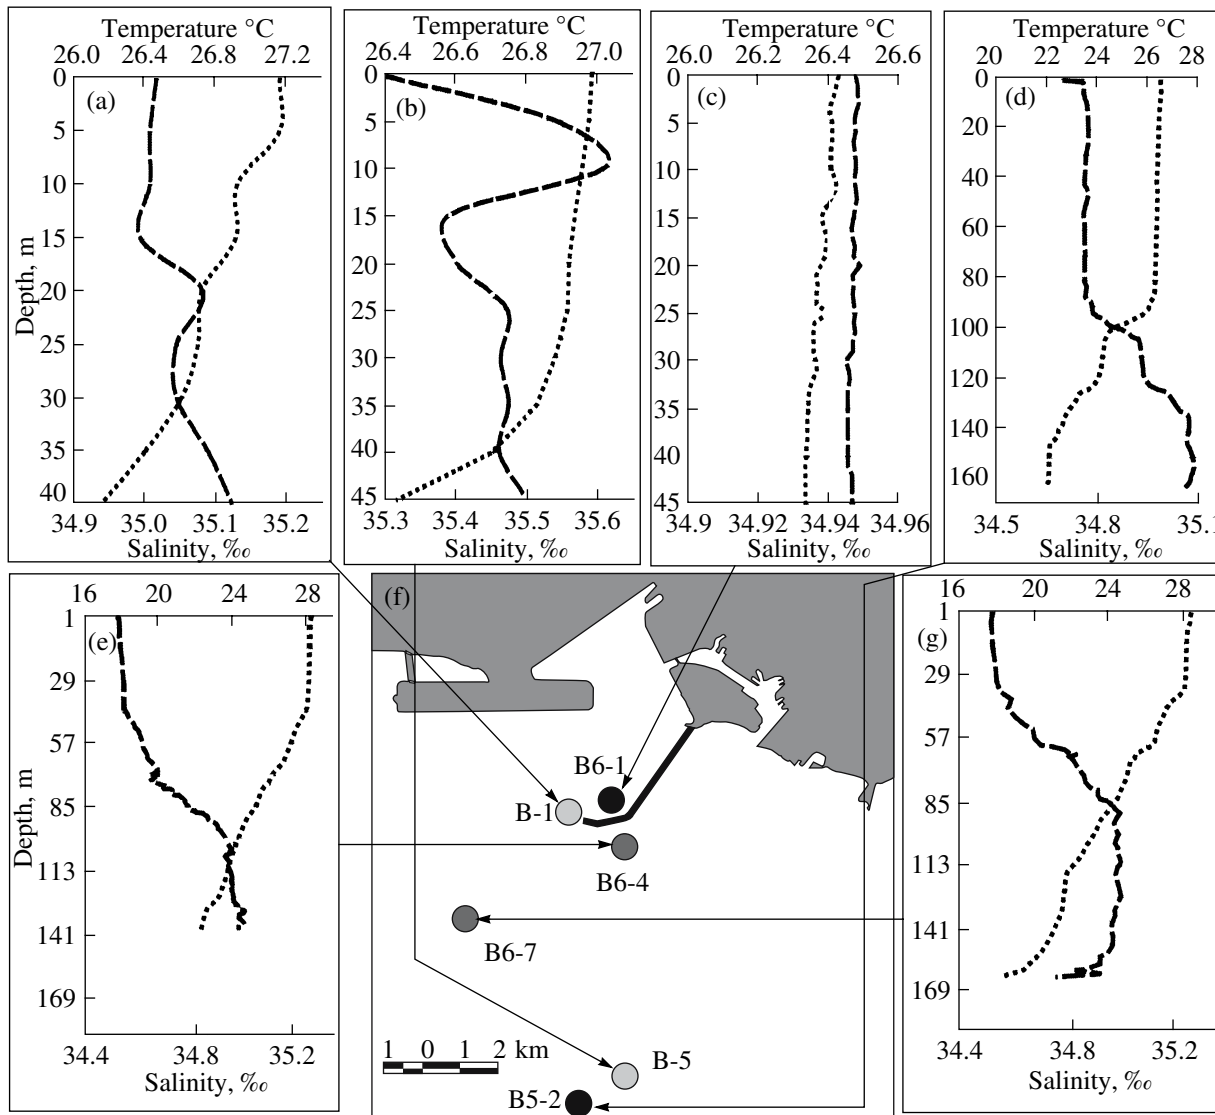 Temperature °C
26.0 26.4 26.8 27.2
0
5
10
15
20
25
30
35
40
(a)
Depth, m
34.9 35.0 35.1 35.2
Salinity, ‰
Temperature °C
26.4 26.6 26.8 27.0
0
5
10
15
20
25
30
35
40
45
(b)
35.3 35.4 35.5 35.6
Salinity, ‰
Temperature °C
26.0 26.2 26.4 26.6
0
5
10
15
20
25
30
35
40
45
(c)
34.9 34.92 34.94 34.96
Salinity, ‰
Temperature °C
20 22 24 26 28
0
20
40
60
80
100
120
140
160
(d)
34.5 34.8 35.1
Salinity, ‰
16 20 24 28
1
29
57
85
113
141
169
(e)
Depth, m
34.4 34.8 35.2
Salinity, ‰
(f)
B6-1
B-1
B6-4
B6-7
B-5
B5-2
1 0 1 2 km
16 20 24 28
1
29
57
85
113
141
169
(g)
34.4 34.8 35.2
Salinity, ‰